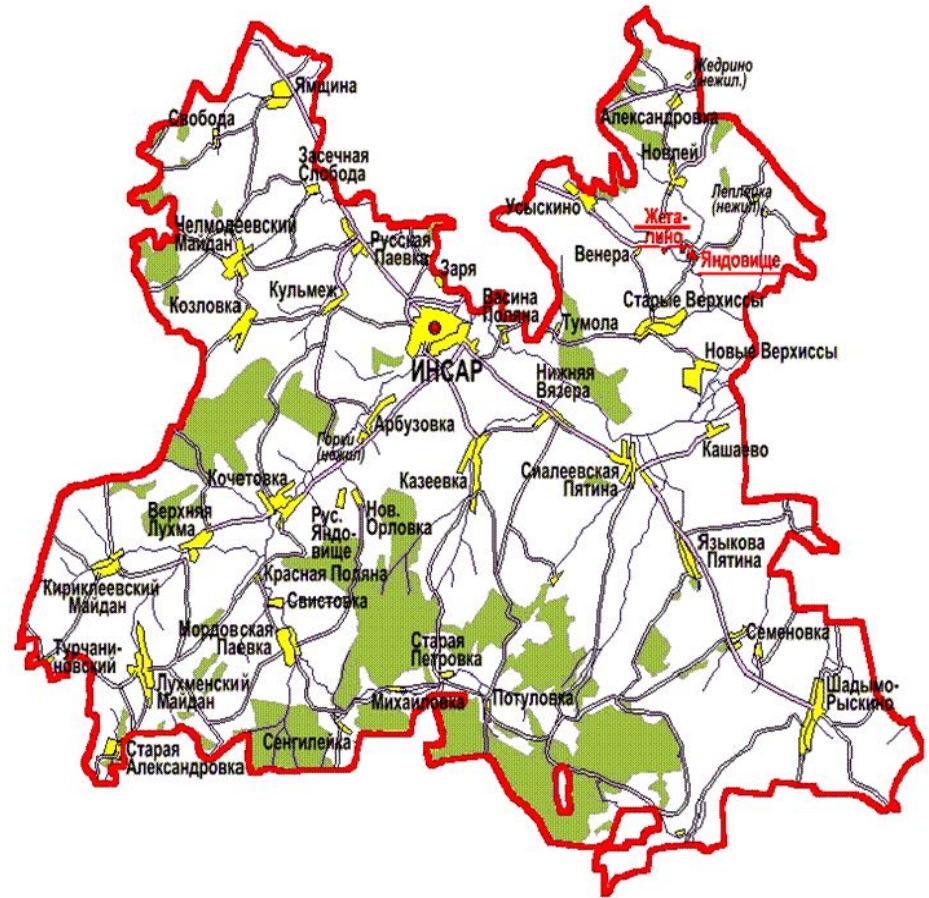 Жедрино
(нежил.)
Ямщина
Александровка
Свобода
Новлей
Засечная
Слобода
Леплейка
(нежил)
Усыскино
Жега-
лино
Челмодеевский
Майдан
Русская
Паевка
Венера
Яндовище
Заря
Кульмеж
Васина
Поляна
Старые Верхиссы
Козловка
Тумола
ИНСАР
Новые Верхиссы
Нижняя
Вязера
Арбузовка
Горки
(нежил)
Кашаево
Кочетовка
Казеевка
Сиалеевская
Пятина
Верхняя
Лухма
Рус.
Яндо-
вище
Нов.
Орловка
Языкова
Пятина
Кириклеевский
Майдан
Красная Поляна
Свистовка
Турчани-
новский
Мордовская
Паевка
Старая
Петровка
Семеновка
Лухменский
Майдан
Михайловка
Потуловка
Шадымо-
Рыскино
Сенгилейка
Старая
Александровка